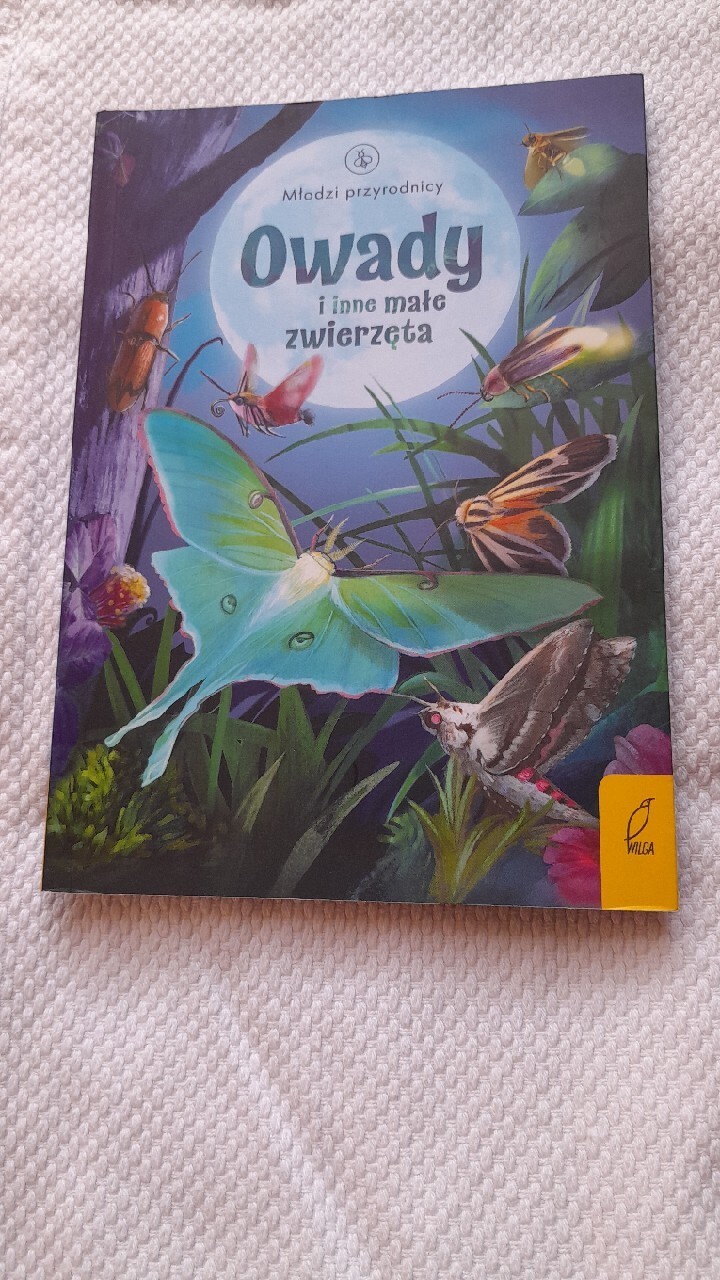 Młodzi przyrodnicy
Owady
i inne małe
zwierzęta
WILGA